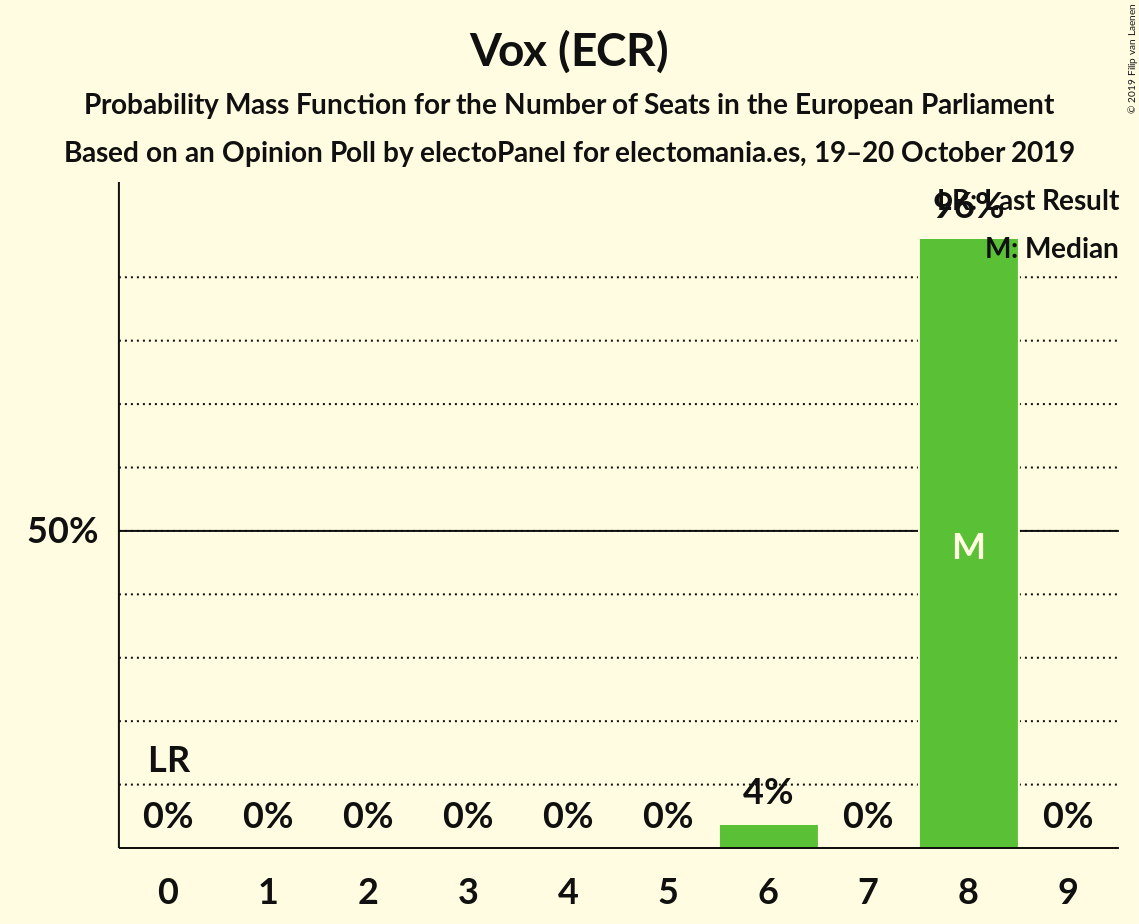 Vox (ECR)
Probability Mass Function for the Number of Seats in the European Parliament
Based on an Opinion Poll by electoPanel for electomania.es, 19–20 October 2019
© 2019 Filip van Laenen
LR: Last Result
M: Median
96%
50%
M
LR
0% 0% 0% 0% 0% 0% 4% 0% 0%
0 1 2 3 4 5 6 7 8 9